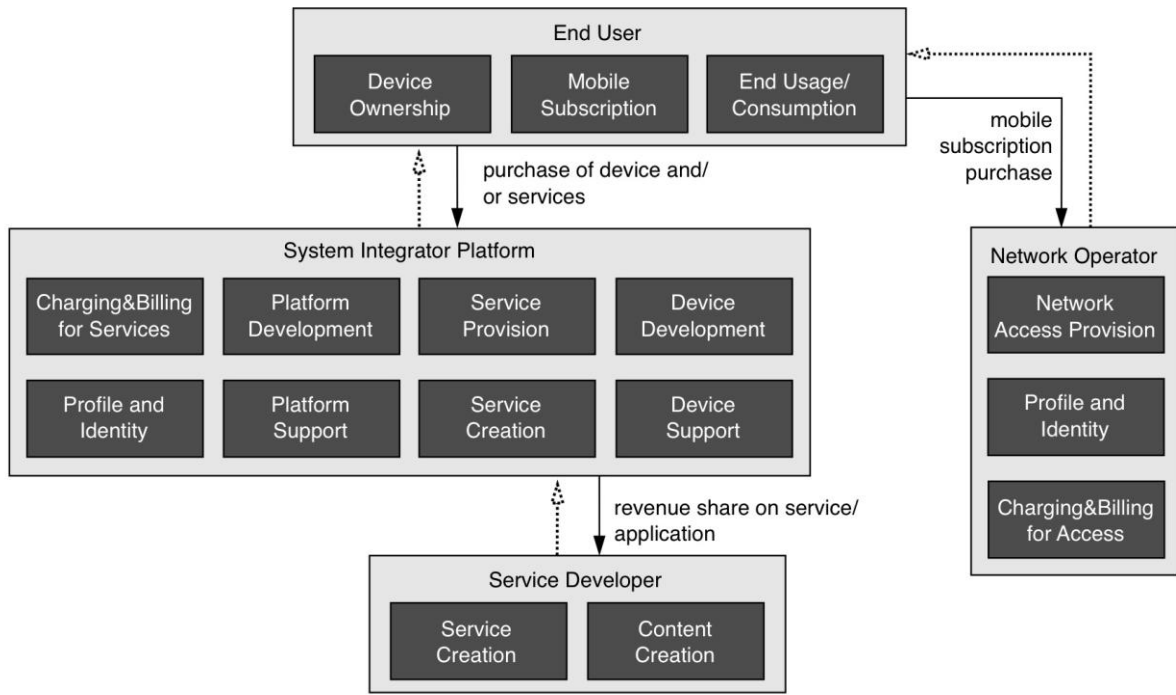 End User
Device
Ownership
Mobile
Subscription
End Usage/
Consumption
mobile
subscription
purchase
purchase of device and/
or services
System Integrator Platform
Charging&Billing
for Services
Platform
Development
Service
Provision
Device
Development
Profile and
Identity
Platform
Support
Service
Creation
Device
Support
Network Operator
Network
Access Provision
Profile and
Identity
Charging&Billing
for Access
revenue share on service/
application
Service Developer
Service
Creation
Content
Creation